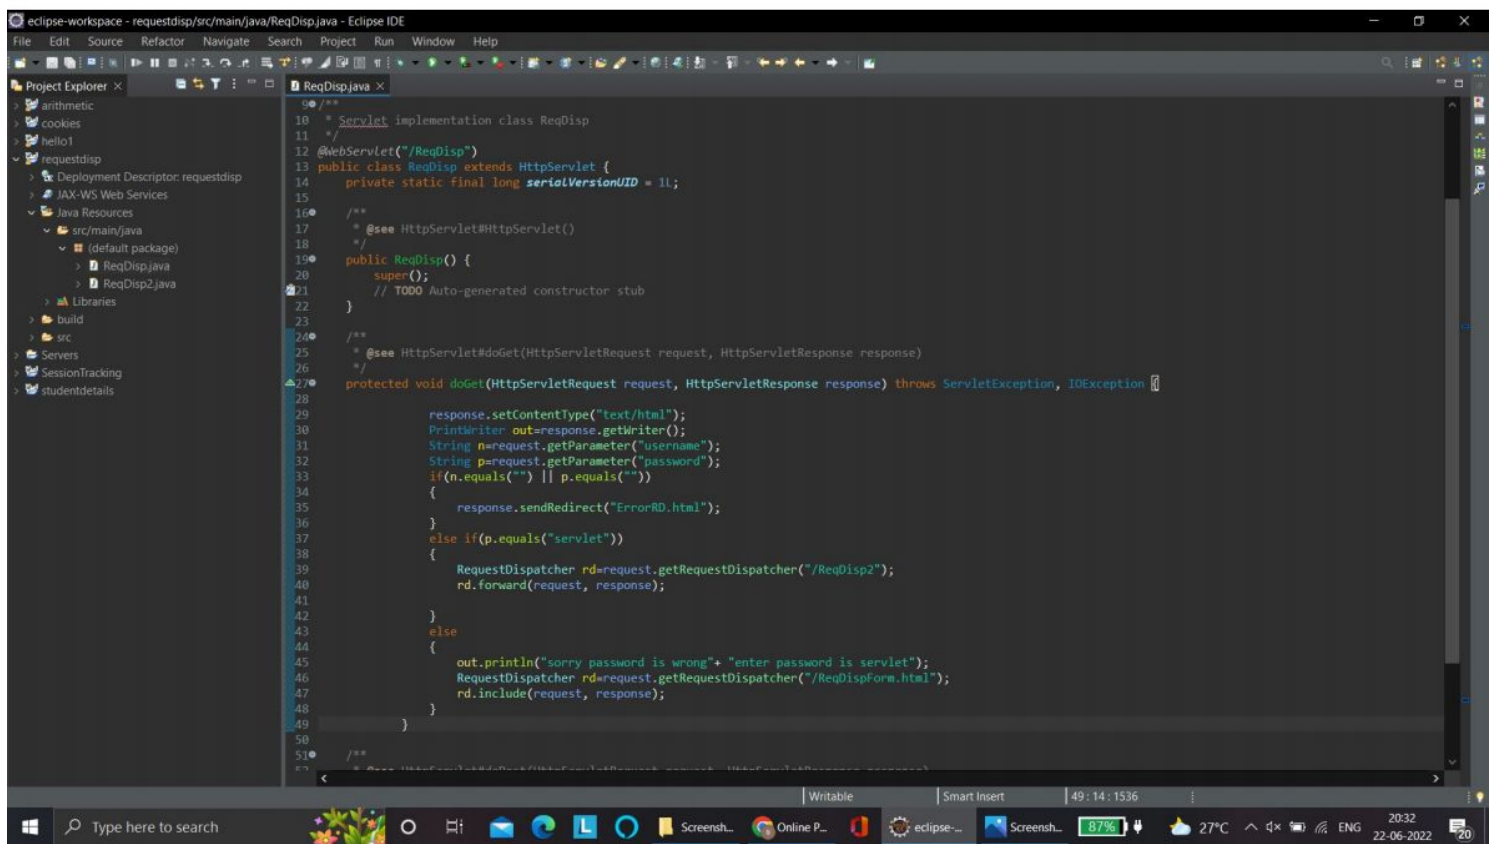 eclipse-workspace - requestdisp/src/main/java/ReqDisp.java - Eclipse IDE
File Edit Source Refactor Navigate Search Project Run Window Help
Project Explorer ×
ReqDisp.java ×
arithmetic
cookies
hello1
requestdisp
Deployment Descriptor: requestdisp
JAX-WS Web Services
Java Resources
src/main/java
(default package)
ReqDisp.java
ReqDisp2.java
Libraries
build
src
Servers
SessionTracking
studentdetails
9 /**
10 * Servlet implementation class ReqDisp
11 */
12 @WebServlet("/ReqDisp")
13 public class ReqDisp extends HttpServlet {
14 private static final long serialVersionUID = 1L;
15
16 /**
17 * @see HttpServlet#HttpServlet()
18 */
19 public ReqDisp() {
20 super();
21 // TODO Auto-generated constructor stub
22 }
23
24 /**
25 * @see HttpServlet#doGet(HttpServletRequest request, HttpServletResponse response)
26 */
27 protected void doGet(HttpServletRequest request, HttpServletResponse response) throws ServletException, IOException {
28
29 response.setContentType("text/html");
30 PrintWriter out=response.getWriter();
31 String n=request.getParameter("username");
32 String p=request.getParameter("password");
33 if(n.equals("") || p.equals(""))
34 {
35 response.sendRedirect("ErrorRD.html");
36 }
37 else if(p.equals("servlet"))
38 {
39 RequestDispatcher rd=request.getRequestDispatcher("/ReqDisp2");
40 rd.forward(request, response);
41
42 }
43 else
44 {
45 out.println("sorry password is wrong"+ "enter password is servlet");
46 RequestDispatcher rd=request.getRequestDispatcher("/ReqDispForm.html");
47 rd.include(request, response);
48 }
49 }
50
51 /**
Writable Smart Insert 49 : 14 : 1536
Type here to search
Screensh... Online P... eclipse-... Screensh... 87% 27°C ENG
20:32
22-06-2022
20